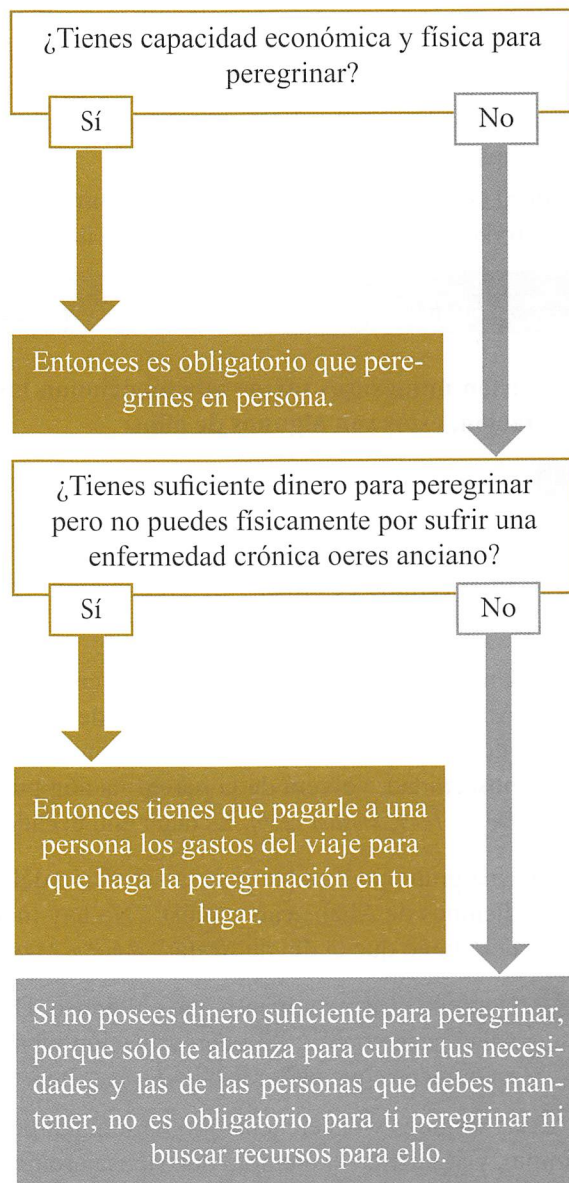 ¿Tienes capacidad económica y física para
peregrinar?
Sí
No
Entonces es obligatorio que pere-
grines en persona.
¿Tienes suficiente dinero para peregrinar
pero no puedes físicamente por sufrir una
enfermedad crónica oeres anciano?
Sí
No
Entonces tienes que pagarle a una
persona los gastos del viaje para
que haga la peregrinación en tu
lugar.
Si no posees dinero suficiente para peregrinar,
porque sólo te alcanza para cubrir tus necesi-
dades y las de las personas que debes man-
tener, no es obligatorio para ti peregrinar ni
buscar recursos para ello.